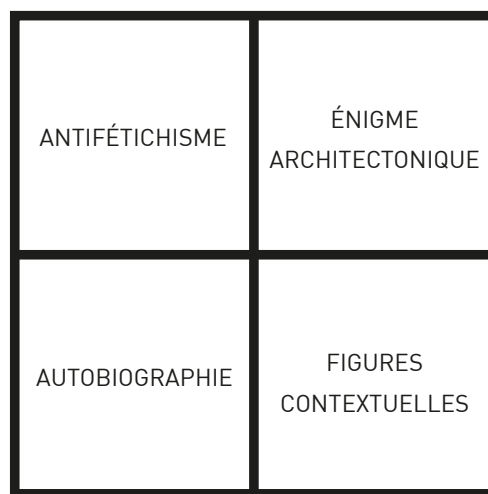 ANTIFÉTICHISME
ÉNIGME
ARCHITECTONIQUE
AUTOBIOGRAPHIE
FIGURES
CONTEXTUELLES